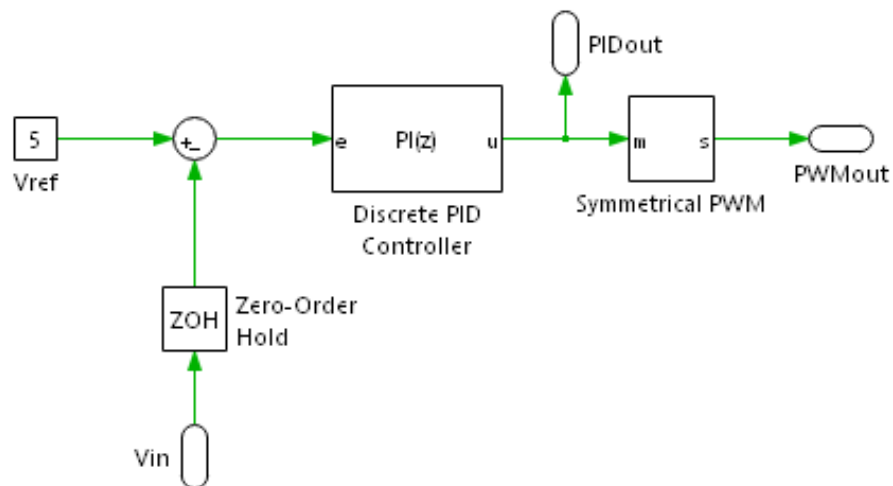 PIDout
5
+
-
e
PI(z)
u
m
s
Vref
PWMout
Discrete PID
Controller
Symmetrical PWM
ZOH
Zero-Order
Hold
Vin